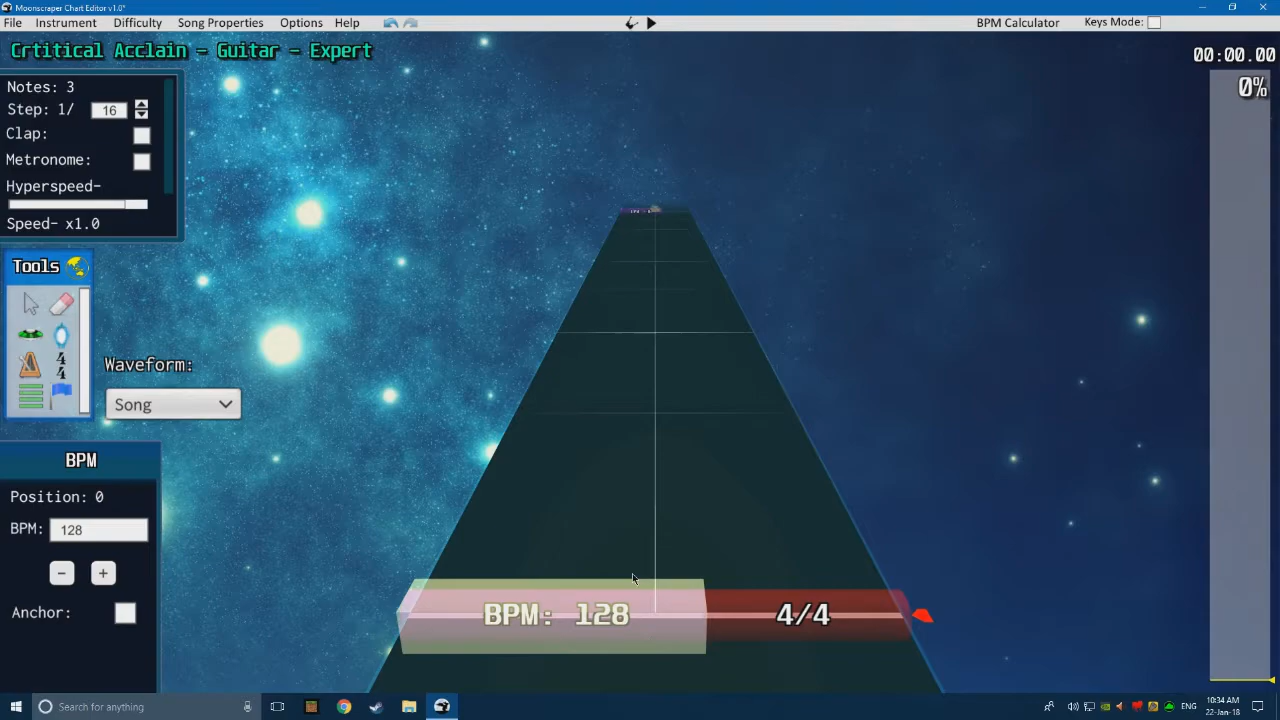 Moonscraper Chart Editor v1.0*
File Instrument Difficulty Song Properties Options Help BPM Calculator Keys Mode:
Crtitical Acclain - Guitar - Expert
00:00.00
0%
Notes: 3
Step: 1/ 16
Clap:
Metronome:
Hyperspeed-
Speed- x1.0
Tools
4
4
Waveform:
Song
BPM
Position: 0
BPM: 128
- +
Anchor:
BPM: 128 4/4
Search for anything
ENG
10:34 AM
22-Jan-18